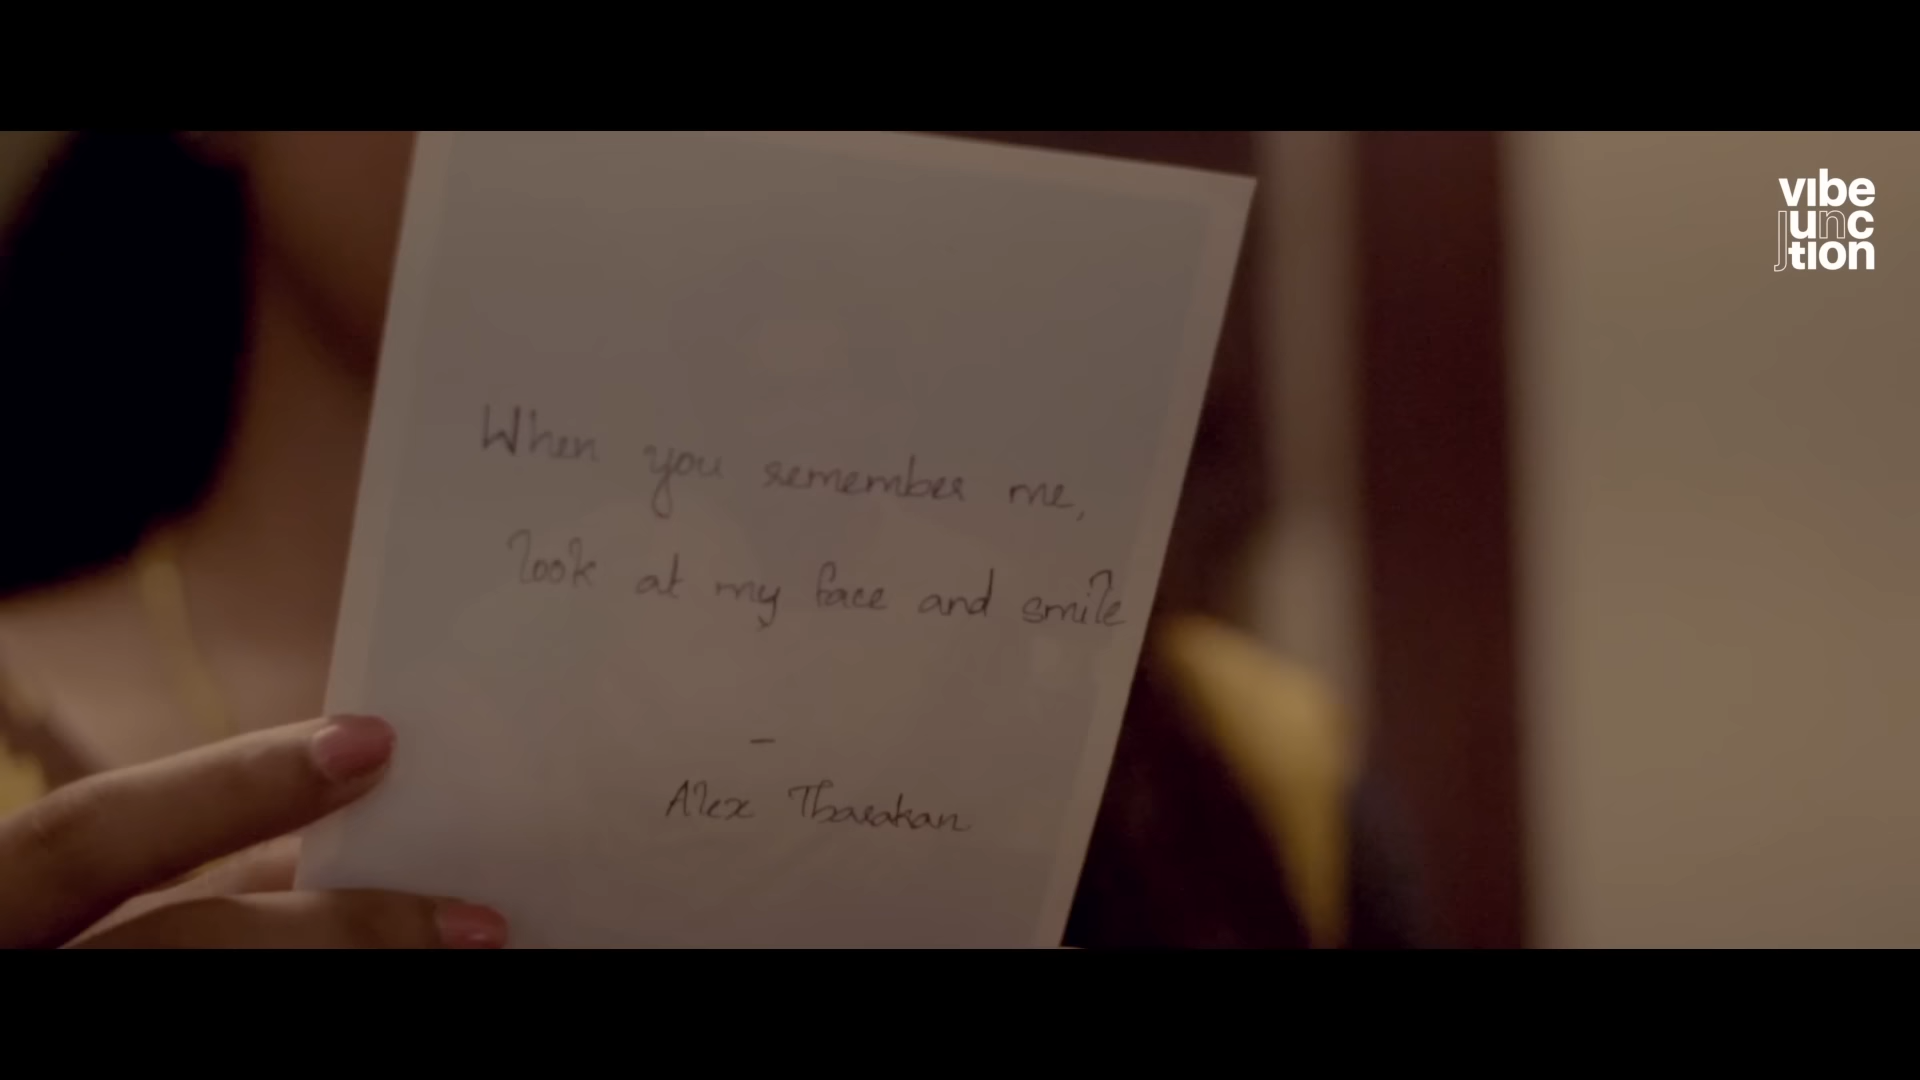 vibe
junc
tion
When you remember me,
look at my face and smile
–
Alex Tharakan